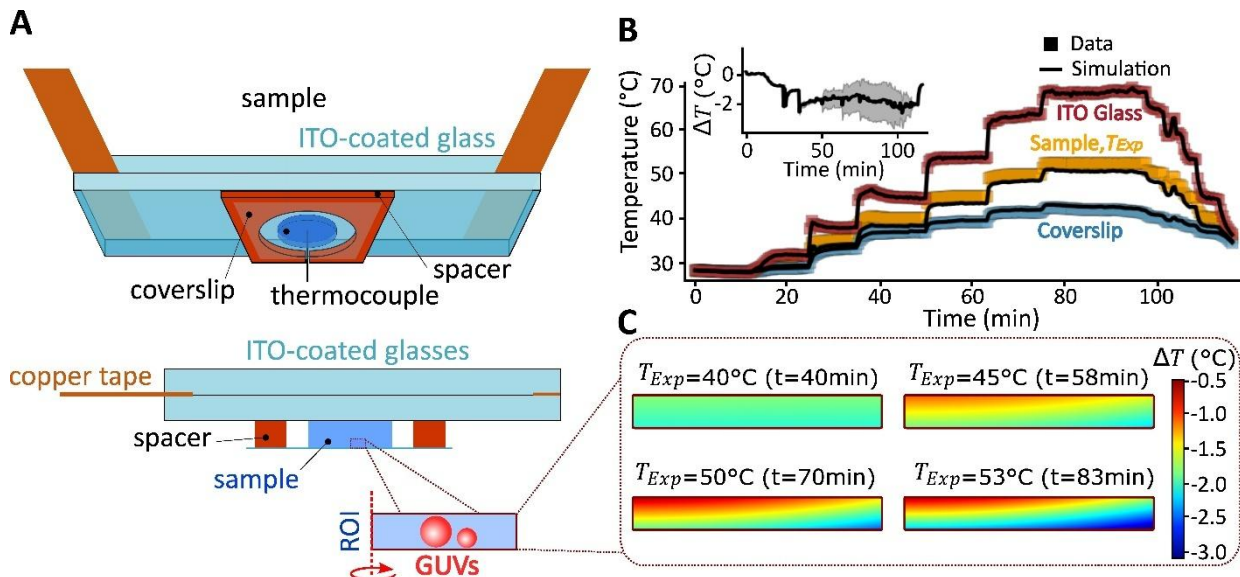 A
sample
ITO-coated glass
coverslip
thermocouple
spacer
ITO-coated glasses
copper tape
spacer
sample
ROI
GUVs
B
Data
Simulation
ΔT (°C)
0
-2
50
100
Time (min)
ITO Glass
Sample, TExp
Coverslip
Temperature (°C)
70
60
50
40
30
0
20
40
60
80
100
Time (min)
C
TExp=40°C (t=40min)
TExp=45°C (t=58min)
TExp=50°C (t=70min)
TExp=53°C (t=83min)
ΔT (°C)
-0.5
-1.0
-1.5
-2.0
-2.5
-3.0